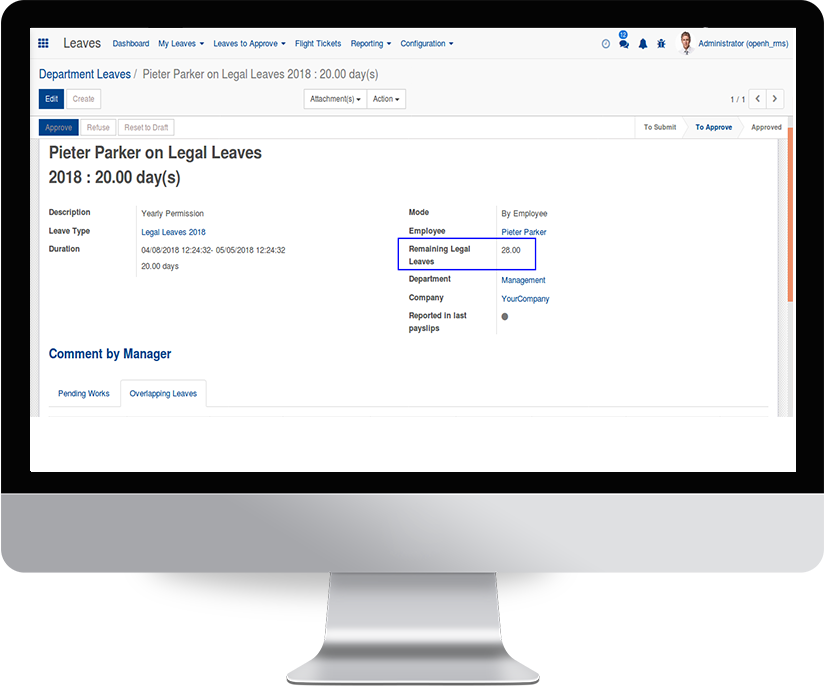 Leaves Dashboard My Leaves Leaves to Approve Flight Tickets Reporting Configuration 12 Administrator (openh_rms)
Department Leaves / Pieter Parker on Legal Leaves 2018 : 20.00 day(s)
Edit Create Attachment(s) Action 1 / 1
Approve Refuse Reset to Draft To Submit To Approve Approved
Pieter Parker on Legal Leaves
2018 : 20.00 day(s)
Description Yearly Permission
Leave Type Legal Leaves 2018
Duration 04/08/2018 12:24:32- 05/05/2018 12:24:32
20.00 days
Mode By Employee
Employee Pieter Parker
Remaining Legal 28.00
Leaves
Department Management
Company YourCompany
Reported in last
payslips
Comment by Manager
Pending Works Overlapping Leaves